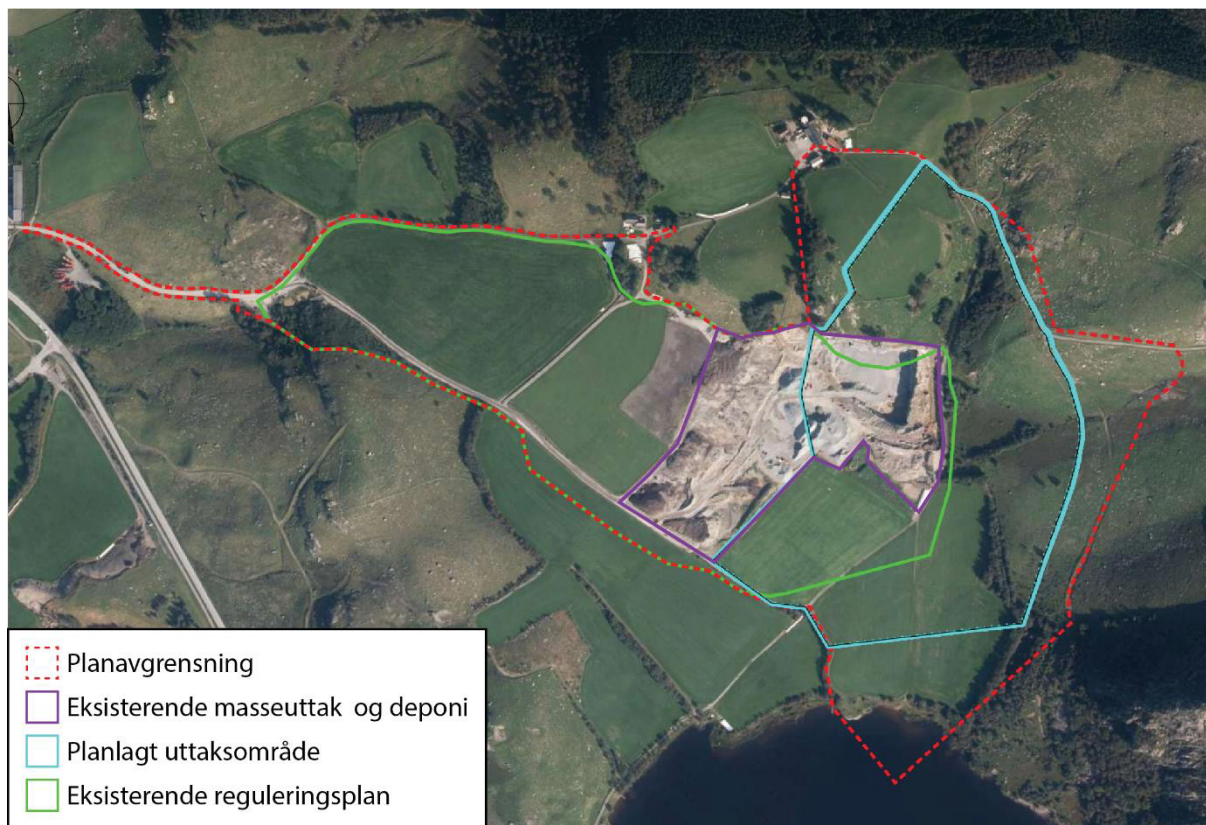 Planavgrensning
Eksisterende masseuttak og deponi
Planlagt uttaksområde
Eksisterende reguleringsplan